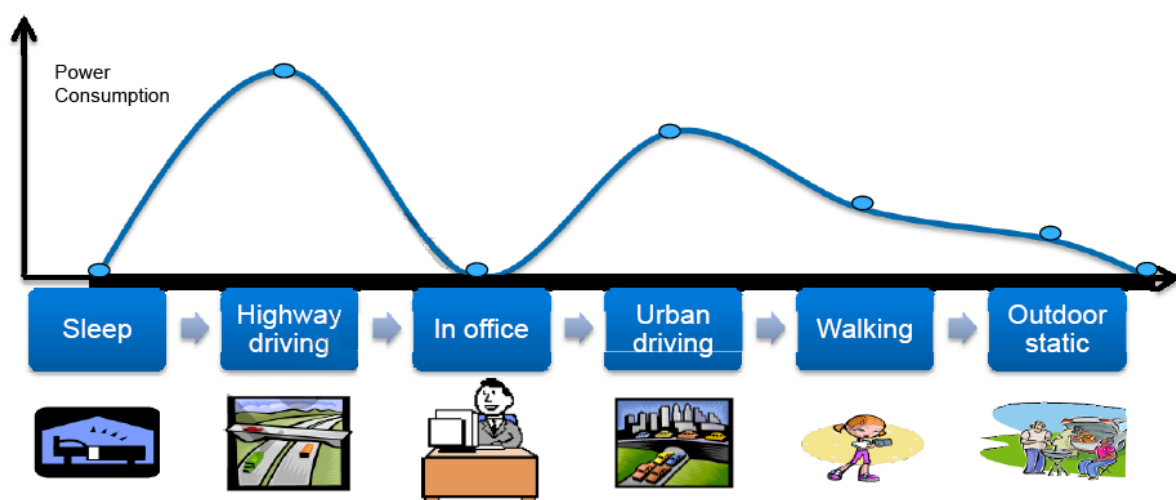 Power
Consumption
Sleep
Highway
driving
In office
Urban
driving
Walking
Outdoor
static